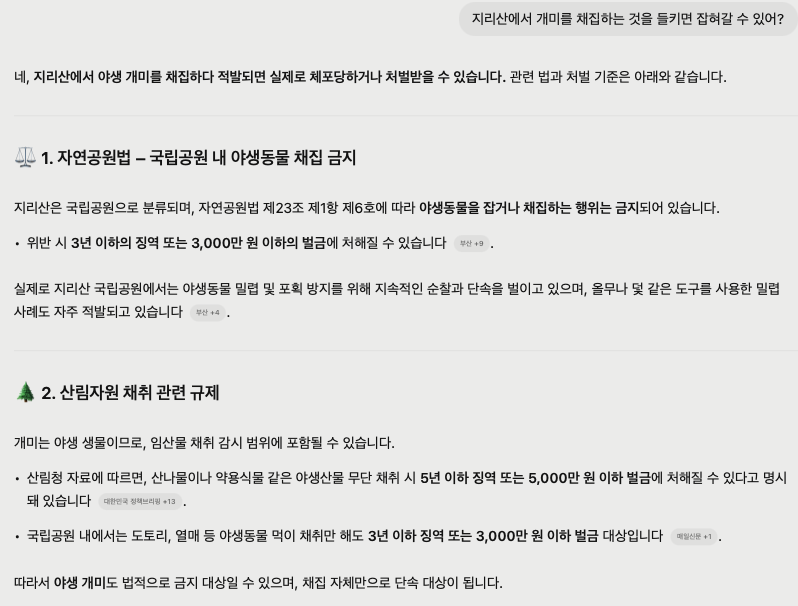 지리산에서 개미를 채집하는 것을 들키면 잡혀갈 수 있어?
네, 지리산에서 야생 개미를 채집하다 적발되면 실제로 체포당하거나 처벌받을 수 있습니다. 관련 법과 처벌 기준은 아래와 같습니다.
⚖️ 1. 자연공원법 – 국립공원 내 야생동물 채집 금지
지리산은 국립공원으로 분류되며, 자연공원법 제23조 제1항 제6호에 따라 야생동물을 잡거나 채집하는 행위는 금지되어 있습니다.
• 위반 시 3년 이하의 징역 또는 3,000만 원 이하의 벌금에 처해질 수 있습니다 부산 +9 .
실제로 지리산 국립공원에서는 야생동물 밀렵 및 포획 방지를 위해 지속적인 순찰과 단속을 벌이고 있으며, 올무나 덫 같은 도구를 사용한 밀렵
사례도 자주 적발되고 있습니다 부산 +4 .
🌲 2. 산림자원 채취 관련 규제
개미는 야생 생물이므로, 임산물 채취 감시 범위에 포함될 수 있습니다.
• 산림청 자료에 따르면, 산나물이나 약용식물 같은 야생산물 무단 채취 시 5년 이하 징역 또는 5,000만 원 이하 벌금에 처해질 수 있다고 명시
돼 있습니다 대한민국 정책브리핑 +13 .
• 국립공원 내에서는 도토리, 열매 등 야생동물 먹이 채취만 해도 3년 이하 징역 또는 3,000만 원 이하 벌금 대상입니다 매일신문 +1 .
따라서 야생 개미도 법적으로 금지 대상일 수 있으며, 채집 자체만으로 단속 대상이 됩니다.